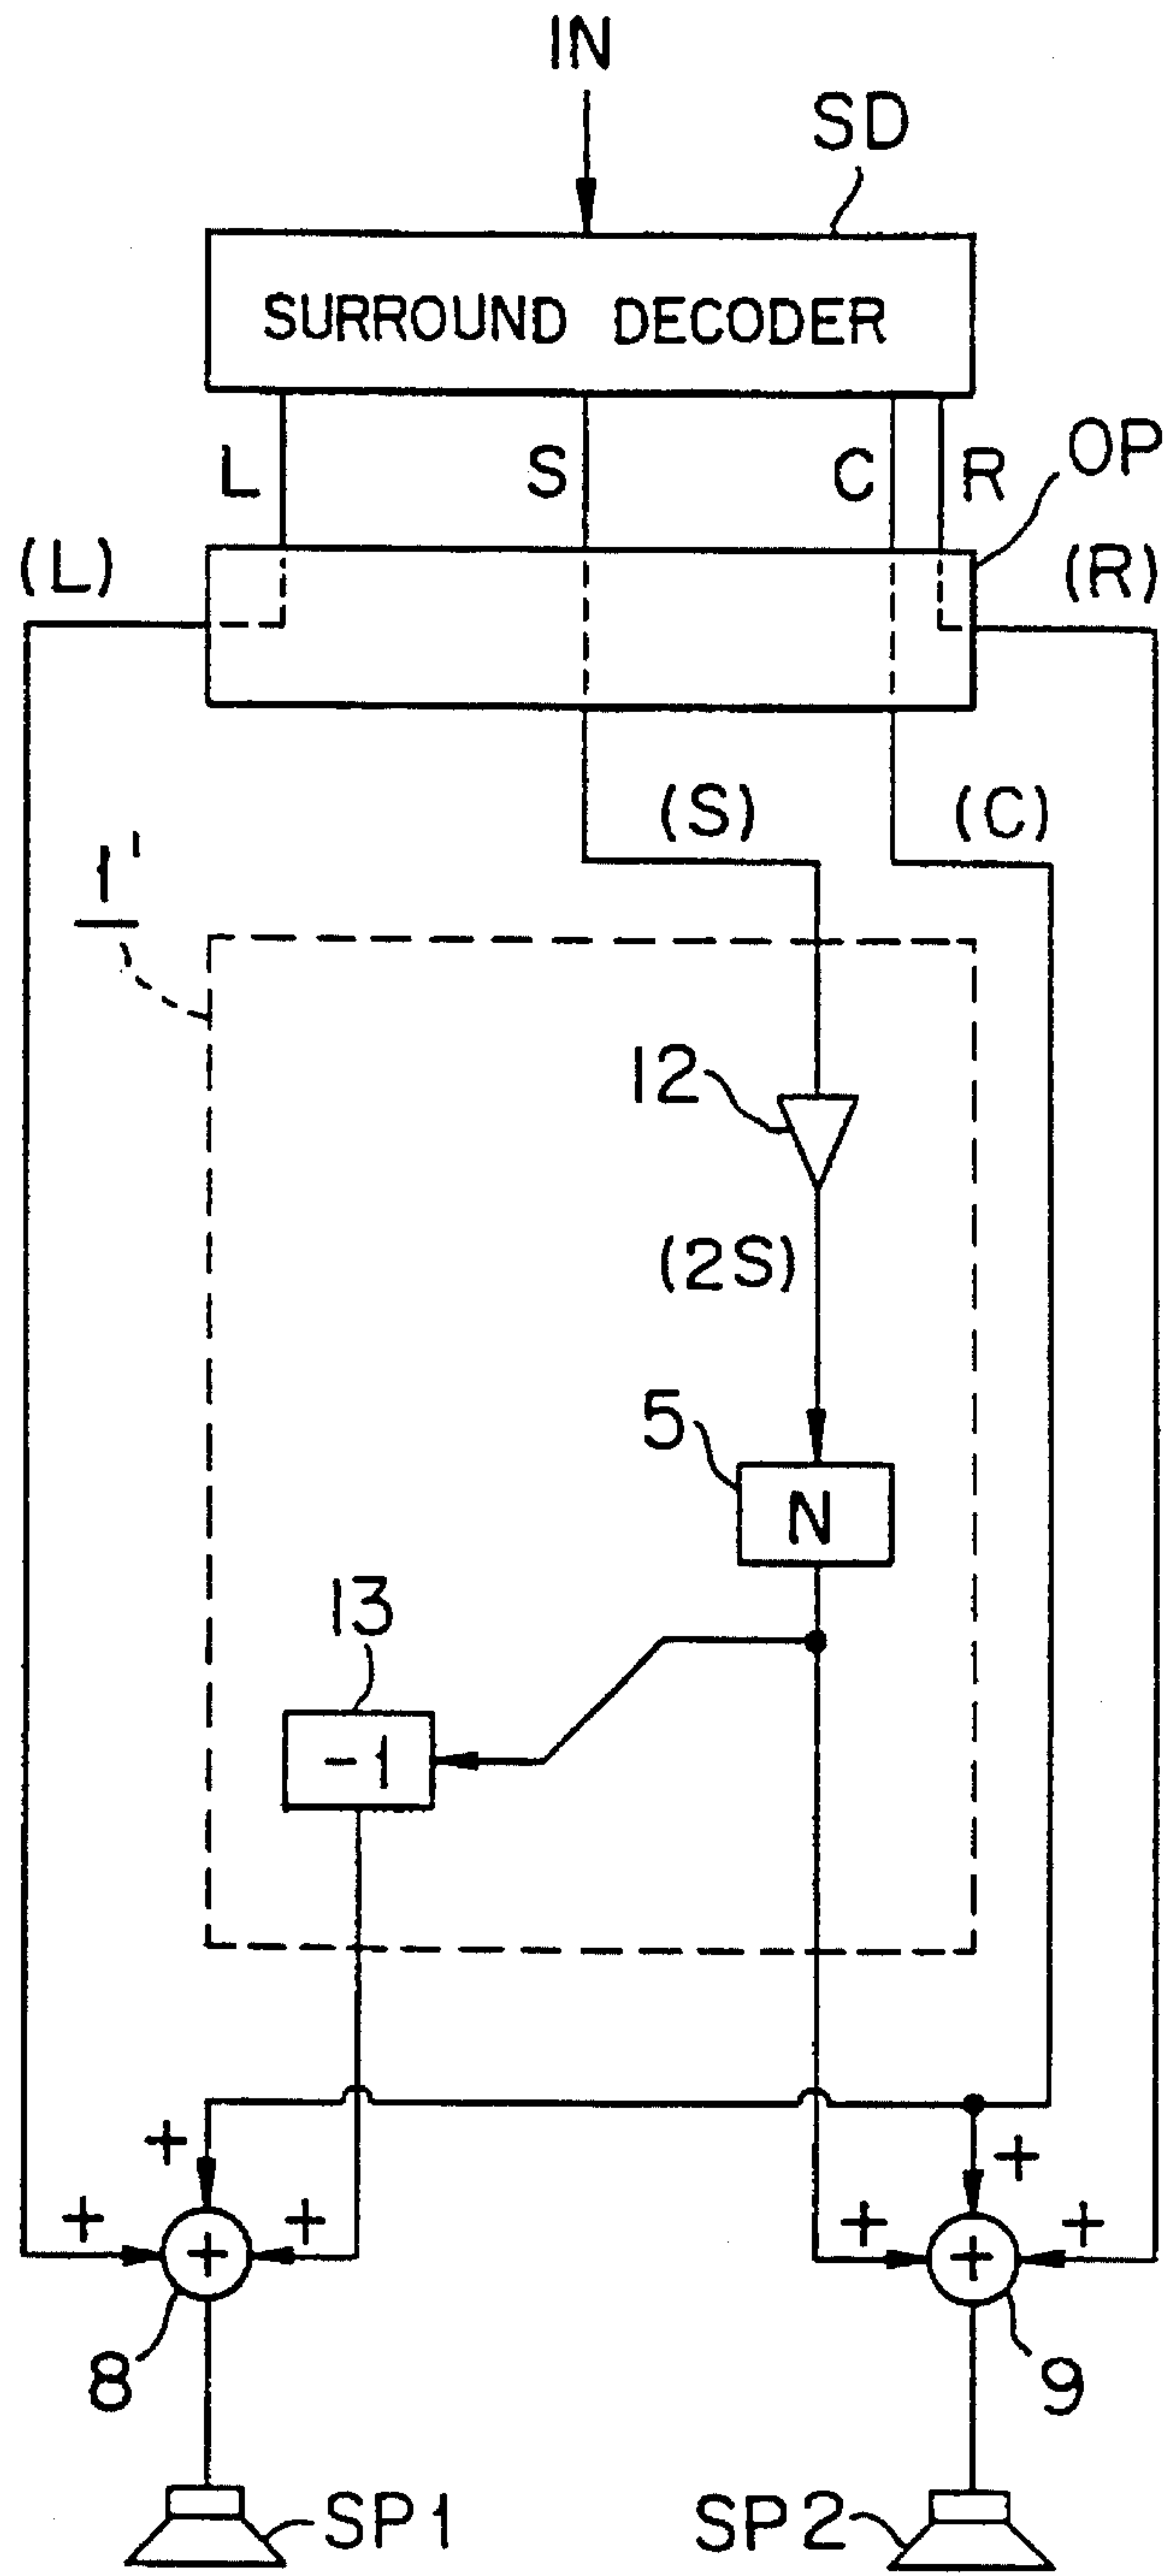 IN
SD
SURROUND DECODER
L
S
C
R
OP
(L)
(R)
(S)
(C)
1'
12
(2S)
5
N
13
-1
+
+
+
+
+
+
+
+
8
9
SP1
SP2